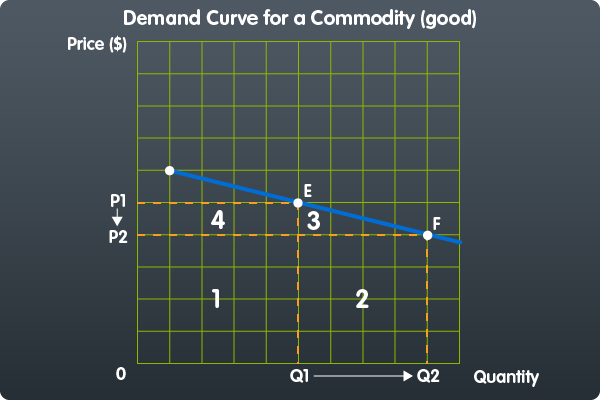 Demand Curve for a Commodity (good)
Price ($)
P1
E
4
3
P2
F
1
2
0
Q1
Q2
Quantity